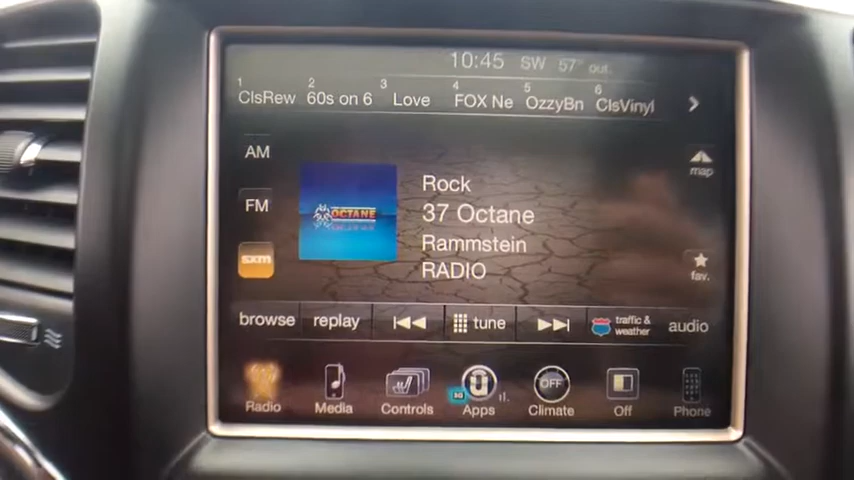 10:45 SW 57° out
1 2 3 4 5 6
ClsRew 60s on 6 Love FOX Ne OzzyBn ClsVinyl
AM
map
FM
sxm
OCTANE
Rock
37 Octane
Rammstein
RADIO
fav.
browse replay tune traffic & weather audio
Radio Media Controls Apps Climate Off Phone
OFF